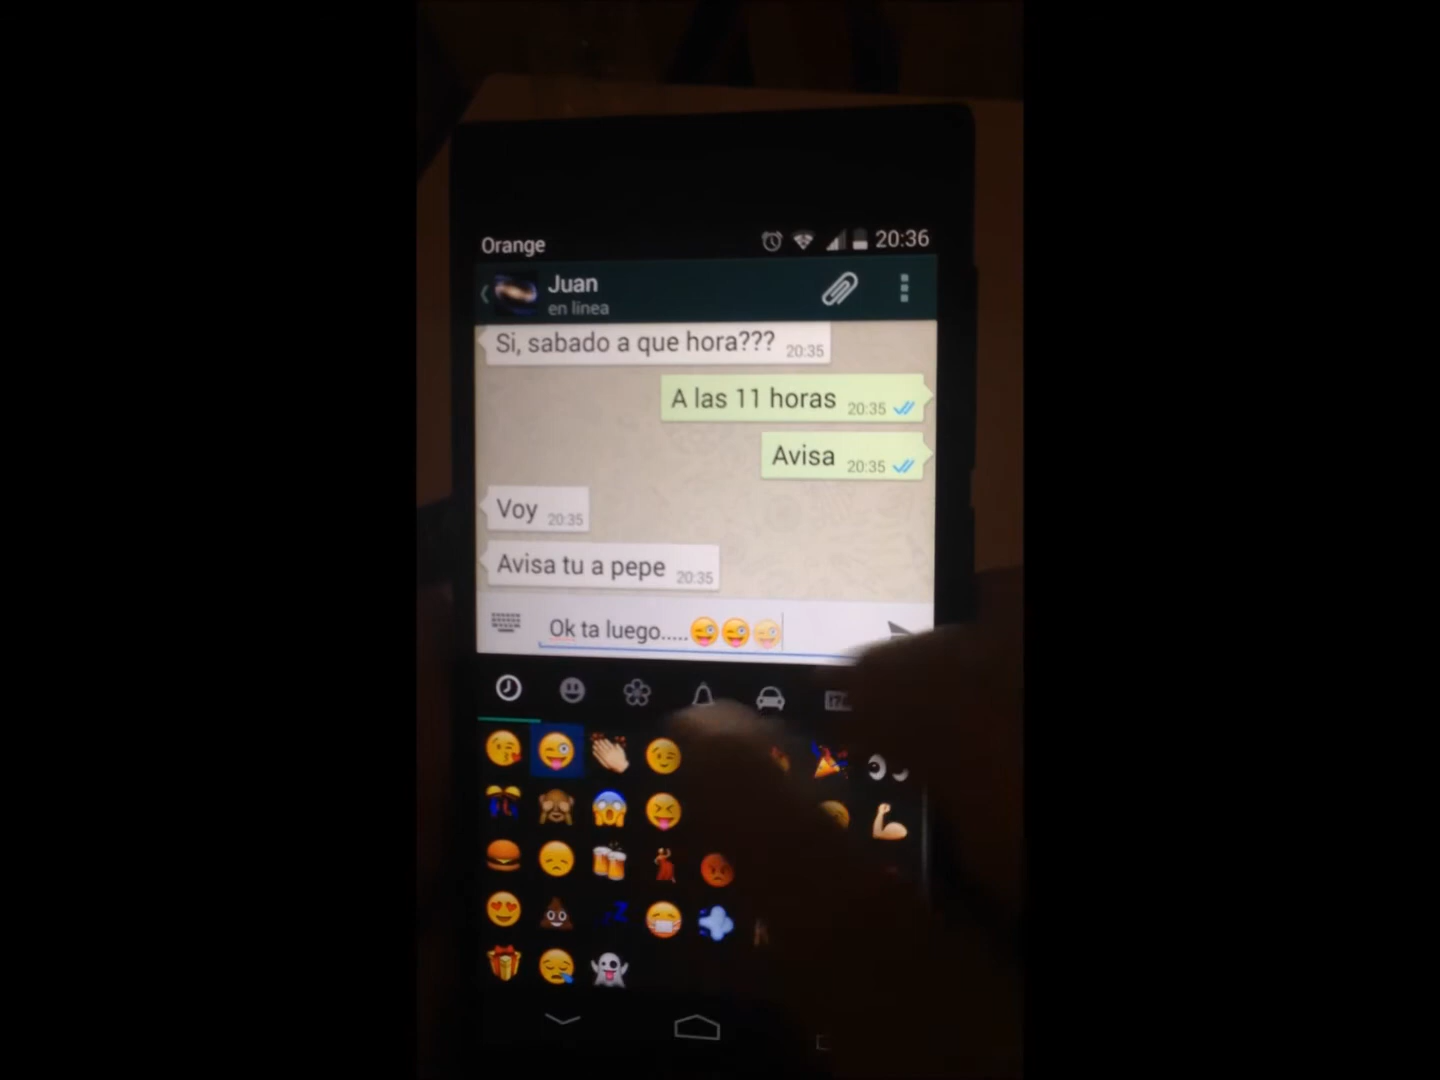 Orange 20:36
Juan
en linea
Si, sabado a que hora??? 20:35
A las 11 horas 20:35
Avisa 20:35
Voy 20:35
Avisa tu a pepe 20:35
Ok ta luego.....😜😜😜